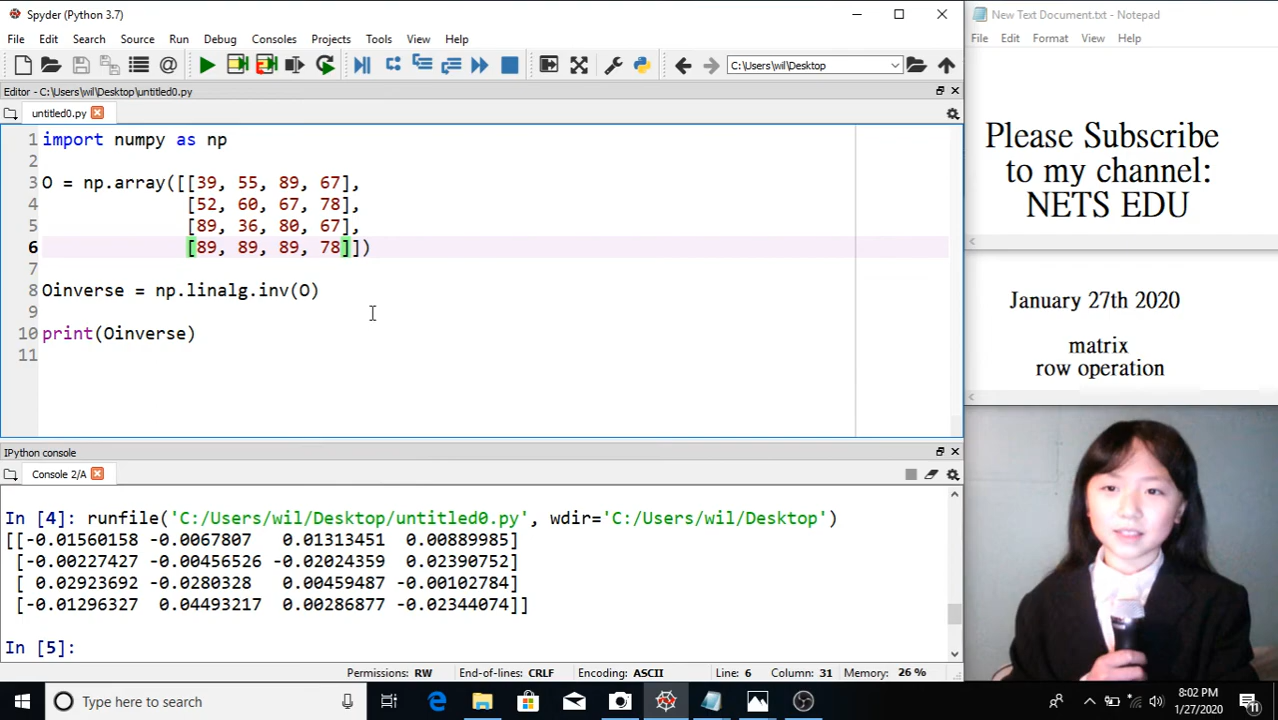 Spyder (Python 3.7)
File Edit Search Source Run Debug Consoles Projects Tools View Help
C:\Users\wil\Desktop
Editor - C:\Users\wil\Desktop\untitled0.py
untitled0.py
1 import numpy as np
2
3 O = np.array([[39, 55, 89, 67],
4 [52, 60, 67, 78],
5 [89, 36, 80, 67],
6 [89, 89, 89, 78]])
7
8 Oinverse = np.linalg.inv(O)
9
10 print(Oinverse)
11
IPython console
Console 2/A
In [4]: runfile('C:/Users/wil/Desktop/untitled0.py', wdir='C:/Users/wil/Desktop')
[[-0.01560158 -0.0067807 0.01313451 0.00889985]
[-0.00227427 -0.00456526 -0.02024359 0.02390752]
[ 0.02923692 -0.0280328 0.00459487 -0.00102784]
[-0.01296327 0.04493217 0.00286877 -0.02344074]]
In [5]:
Permissions: RW End-of-lines: CRLF Encoding: ASCII Line: 6 Column: 31 Memory: 26 %
New Text Document.txt - Notepad
File Edit Format View Help
Please Subscribe
to my channel:
NETS EDU
January 27th 2020
matrix
row operation
Type here to search
8:02 PM
1/27/2020
11